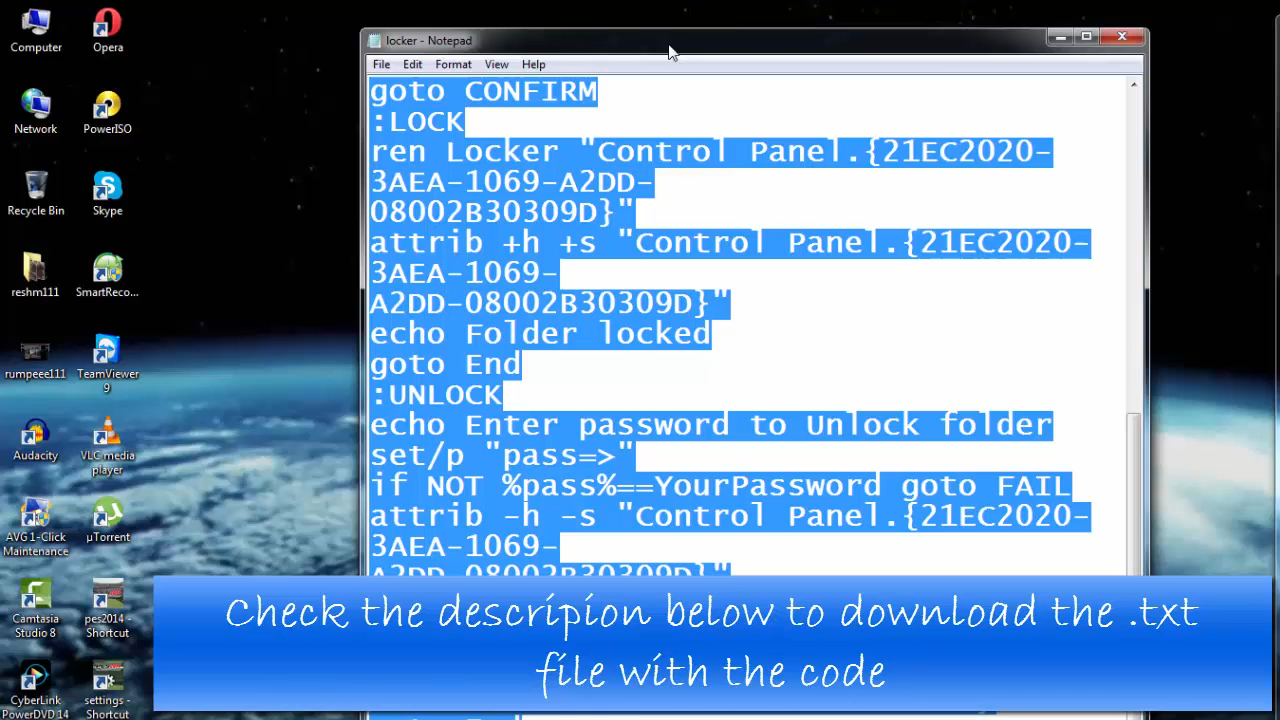 Computer
Opera
Network
PowerISO
Recycle Bin
Skype
reshm111
SmartReco...
rumpeee111
TeamViewer
9
Audacity
VLC media
player
AVG 1-Click
Maintenance
µTorrent
Camtasia
Studio 8
pes2014 -
Shortcut
CyberLink
PowerDVD 14
settings -
Shortcut
locker - Notepad
File Edit Format View Help
goto CONFIRM
:LOCK
ren Locker "Control Panel.{21EC2020-
3AEA-1069-A2DD-
08002B30309D}"
attrib +h +s "Control Panel.{21EC2020-
3AEA-1069-
A2DD-08002B30309D}"
echo Folder locked
goto End
:UNLOCK
echo Enter password to Unlock folder
set/p "pass=>"
if NOT %pass%==YourPassword goto FAIL
attrib -h -s "Control Panel.{21EC2020-
3AEA-1069-
A2DD-08002B30309D}"
Check the descripion below to download the .txt
file with the code